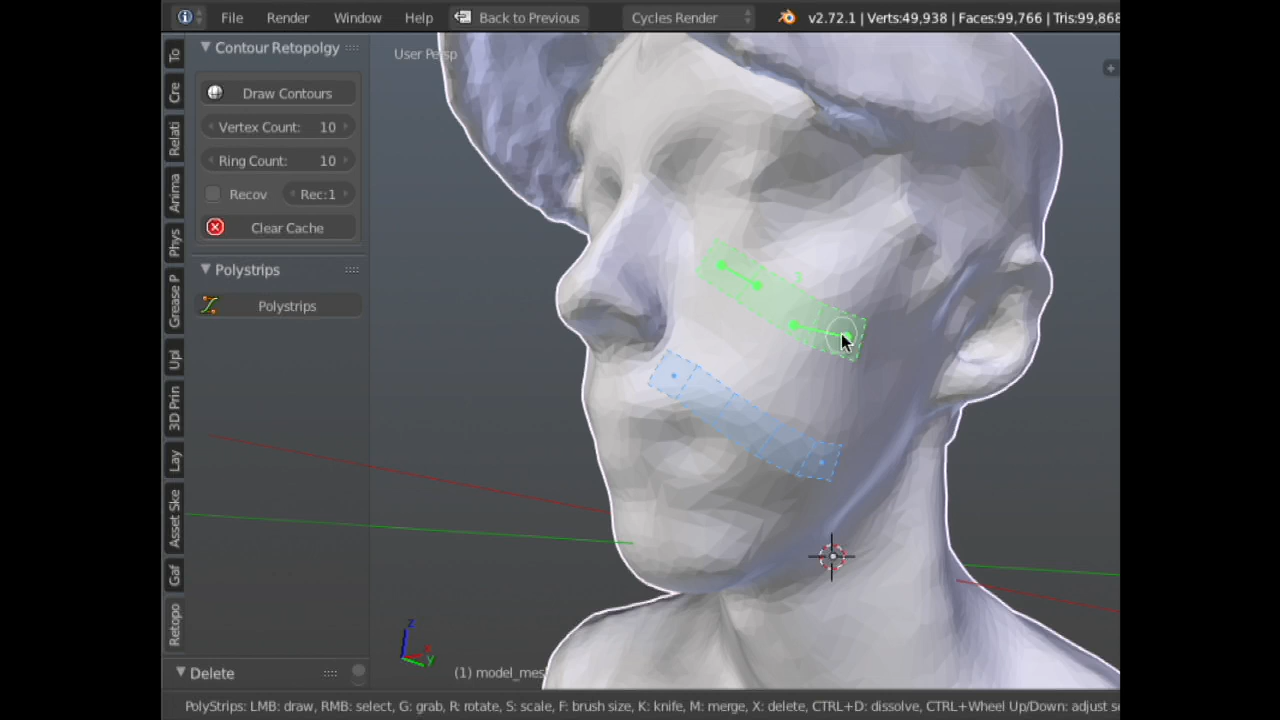 File Render Window Help Back to Previous Cycles Render v2.72.1 | Verts:49,938 | Faces:99,766 | Tris:99,868
Contour Retopolgy
User Persp
Draw Contours
Vertex Count: 10
Ring Count: 10
Recov Rec:1
Clear Cache
Polystrips
Polystrips
To
Cre
Relati
Anima
Phys
Grease P
Upl
3D Prin
Lay
Asset Ske
Gaf
Retopo
z
x
y
Delete
(1) model_mes
PolyStrips: LMB: draw, RMB: select, G: grab, R: rotate, S: scale, F: brush size, K: knife, M: merge, X: delete, CTRL+D: dissolve, CTRL+Wheel Up/Down: adjust s